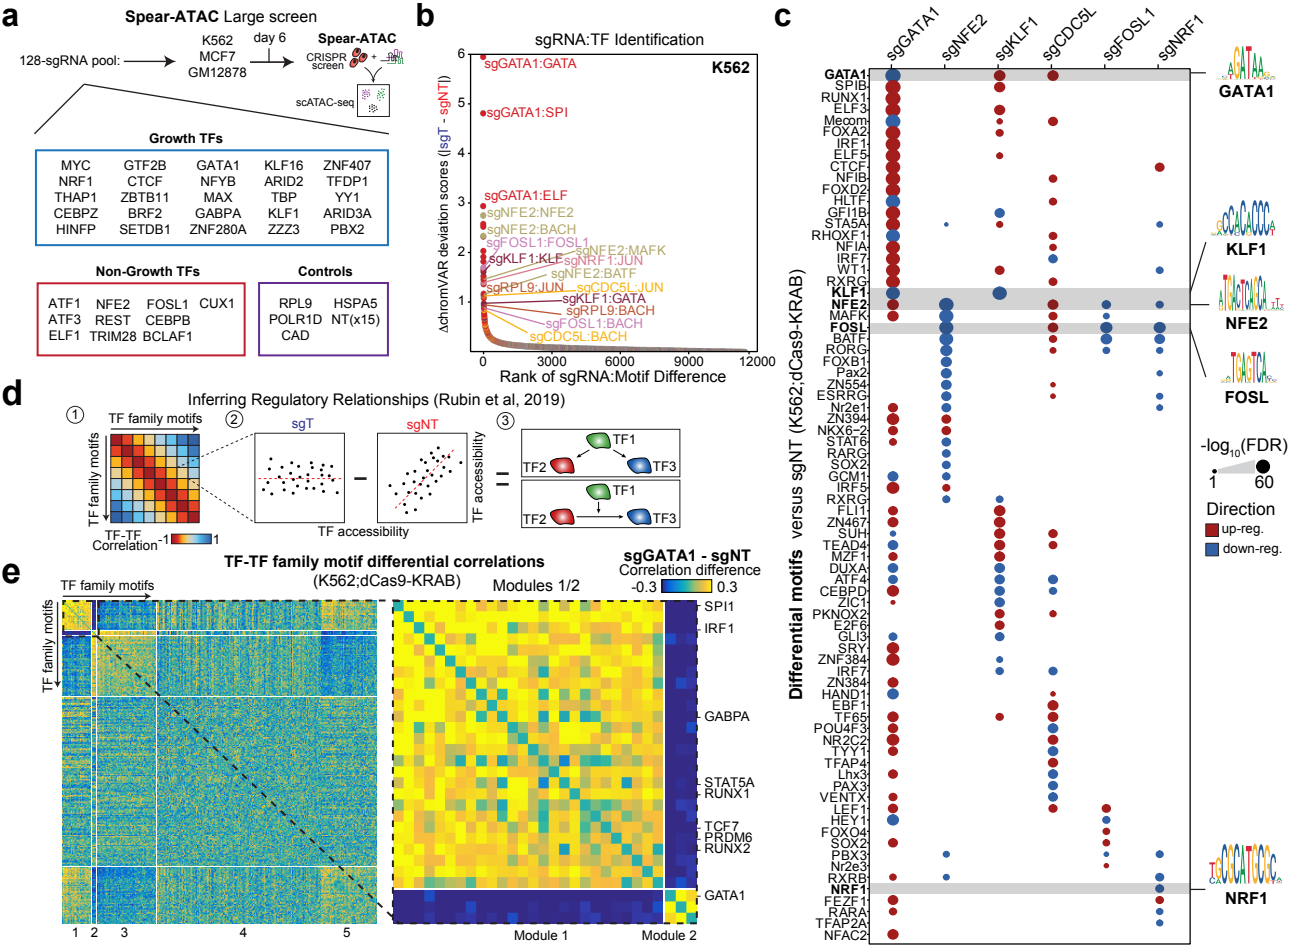 a
Spear-ATAC Large screen
128-sgRNA pool:
K562
MCF7
GM12878
day 6
Spear-ATAC
CRISPR
screen
+
scATAC-seq
Growth TFs
MYC GTF2B GATA1 KLF16 ZNF407
NRF1 CTCF NFYB ARID2 TFDP1
THAP1 ZBTB11 MAX TBP YY1
CEBPZ BRF2 GABPA KLF1 ARID3A
HINFP SETDB1 ZNF280A ZZZ3 PBX2
Non-Growth TFs
ATF1 NFE2 FOSL1 CUX1
ATF3 REST CEBPB
ELF1 TRIM28 BCLAF1
Controls
RPL9 HSPA5
POLR1D NT(x15)
CAD
b
sgRNA:TF Identification
K562
ΔchromVAR deviation scores (|sgT - sgNT|)
6
5
4
3
2
1
sgGATA1:GATA
sgGATA1:SPI
sgGATA1:ELF
sgNFE2:NFE2
sgNFE2:BACH
sgFOSL1:FOSL1
sgNFE2:MAFK
sgKLF1:KLF
sgNRF1:JUN
sgNFE2:BATF
sgRPL9:JUN
sgCDC5L:JUN
sgKLF1:GATA
sgRPL9:BACH
sgFOSL1:BACH
sgCDC5L:BACH
0 3000 6000 9000 12000
Rank of sgRNA:Motif Difference
c
sgGATA1
sgNFE2
sgKLF1
sgCDC5L
sgFOSL1
sgNRF1
Differential motifs versus sgNT (K562;dCas9-KRAB)
GATA1
SPIB
RUNX1
ELF3
Mecom
FOXA2
IRF1
ELF5
CTCF
NFIB
FOXD2
HLTF
GFI1B
STA5A
RHOXF1
NFIA
IRF7
WT1
RXRG
KLF1
NFE2
MAFK
FOSL
BATF
RORG
FOXB1
Pax2
ZN554
ESRRG
Nr2e1
ZN394
NKX6-2
STAT6
RARG
SOX2
GCM1
IRF5
RXRG
FLI1
ZN467
SUH
TEAD4
MZF1
DUXA
ATF4
CEBPD
ZIC1
PKNOX2
E2F6
GLI3
SRY
ZNF384
IRF7
ZN384
HAND1
EBF1
TF65
POU4F3
NR2C2
TYY1
TFAP4
Lhx3
PAX3
VENTX
LEF1
HEY1
FOXO4
SOX2
PBX3
Nr2e3
RXRB
NRF1
FEZF1
RARA
TFAP2A
NFAC2
GATA1
KLF1
NFE2
FOSL
-log10(FDR)
1 60
Direction
up-reg.
down-reg.
NRF1
d
Inferring Regulatory Relationships (Rubin et al, 2019)
1
TF family motifs
TF family motifs
TF-TF
Correlation
-1 1
2
sgT
−
sgNT
TF accessibility
TF accessibility
=
3
TF1
TF2 TF3
TF1
TF2 TF3
e
TF-TF family motif differential correlations
(K562;dCas9-KRAB)
sgGATA1 - sgNT
Correlation difference
-0.3 0.3
Modules 1/2
TF family motifs
TF family motifs
SPI1
IRF1
GABPA
STAT5A
RUNX1
TCF7
PRDM6
RUNX2
GATA1
1 2 3 4 5
Module 1 Module 2